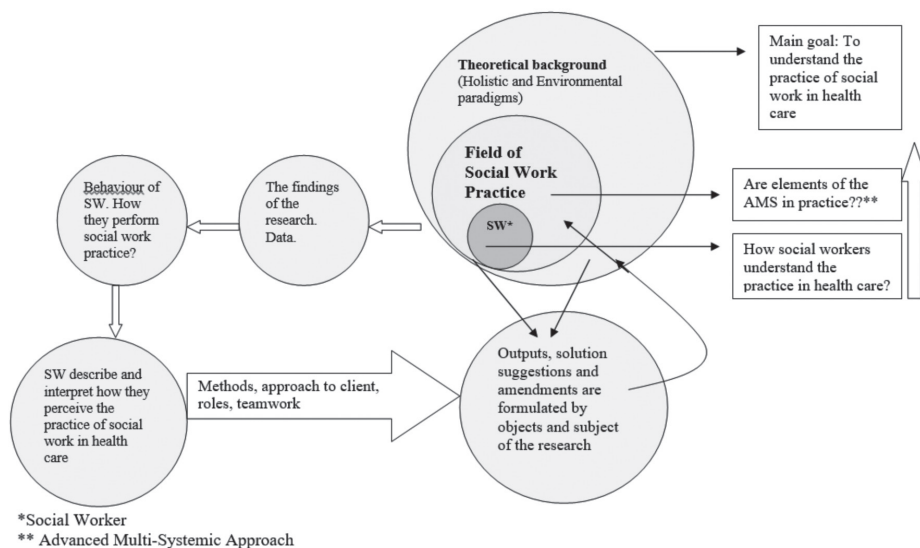 Theoretical background
(Holistic and Environmental
paradigms)
Main goal: To
understand the
practice of social
work in health
care
Field of
Social Work
Practice
SW*
Are elements of the
AMS in practice??**
How social workers
understand the
practice in health care?
The findings
of the
research.
Data.
Behaviour of
SW. How
they perform
social work
practice?
SW describe and
interpret how they
perceive the
practice of social
work in health
care
Methods, approach to client,
roles, teamwork
Outputs, solution
suggestions and
amendments are
formulated by
objects and subject
of the research
*Social Worker
** Advanced Multi-Systemic Approach